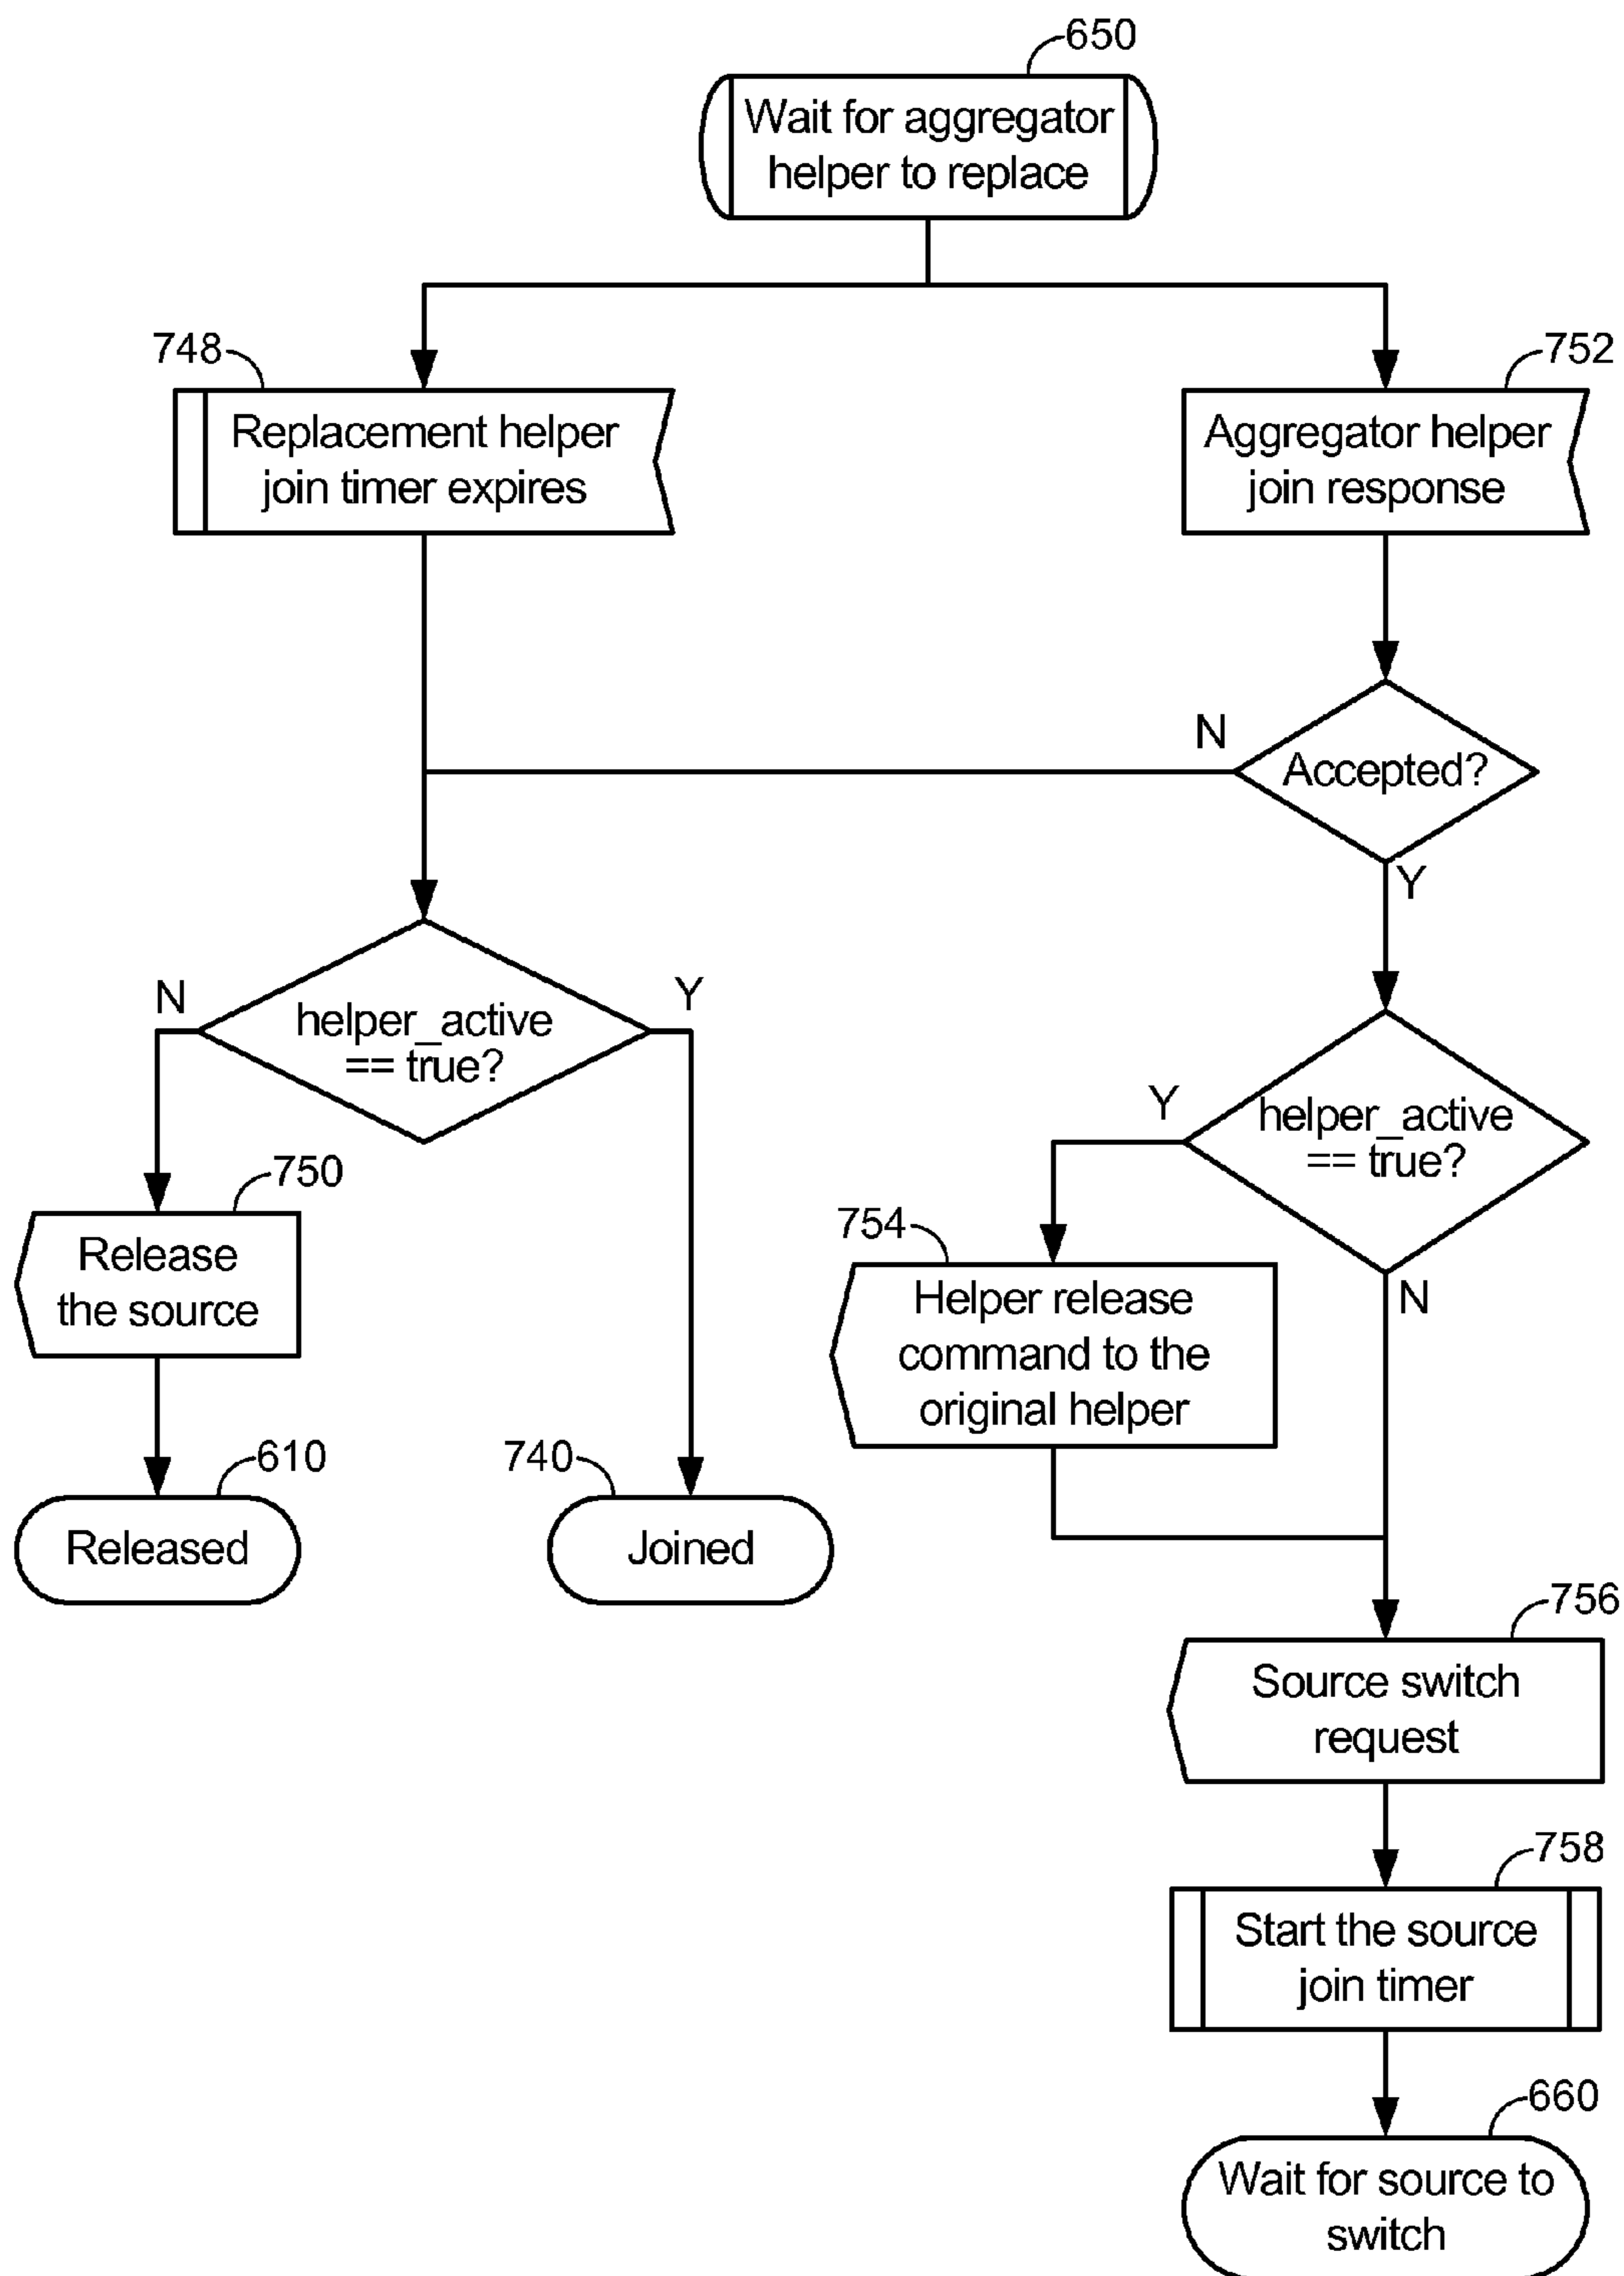 650
Wait for aggregator
helper to replace
748
Replacement helper
join timer expires
752
Aggregator helper
join response
N
Accepted?
Y
N
helper_active
== true?
Y
Y
helper_active
== true?
N
750
Release
the source
754
Helper release
command to the
original helper
610
Released
740
Joined
756
Source switch
request
758
Start the source
join timer
660
Wait for source to
switch